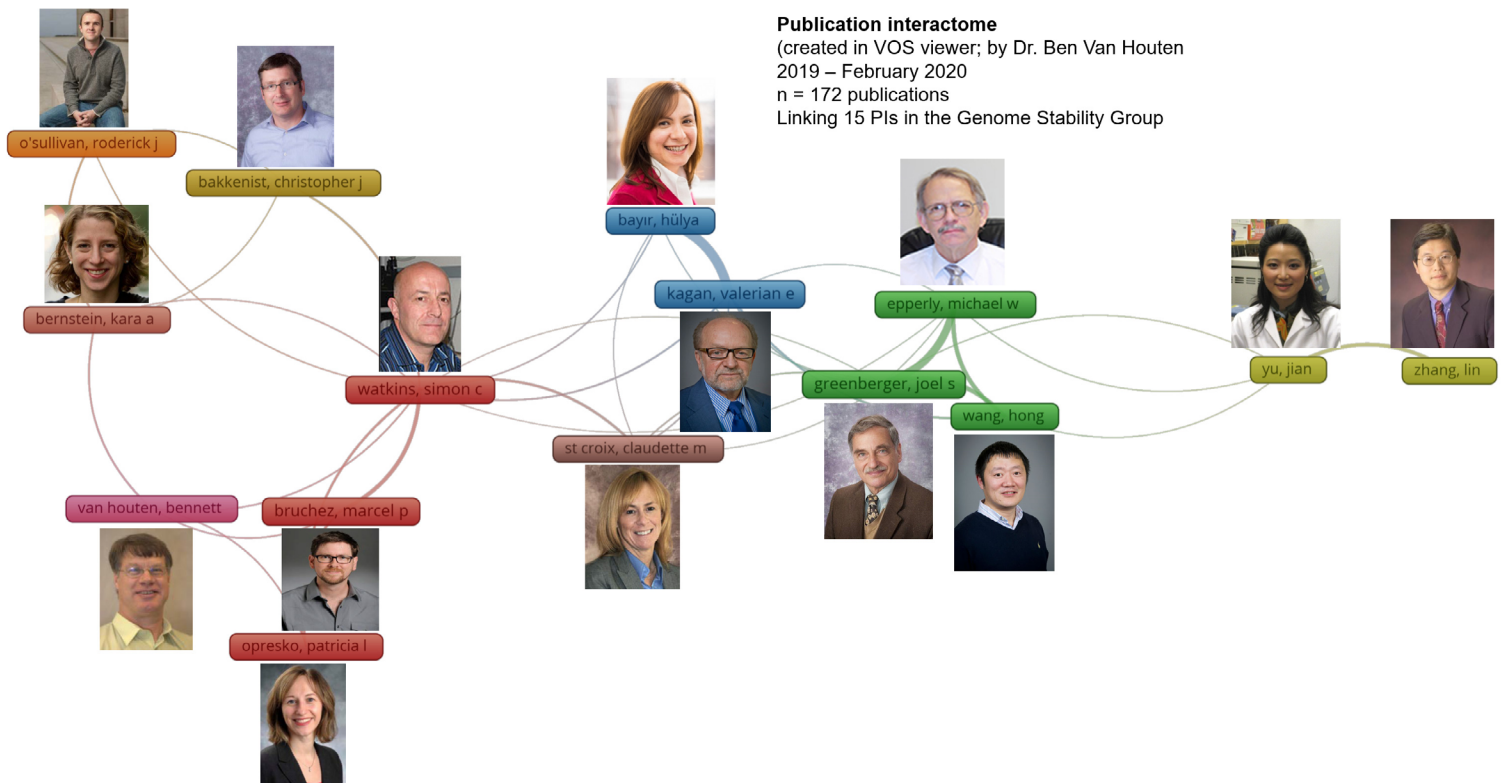 Publication interactome
(created in VOS viewer; by Dr. Ben Van Houten
2019 – February 2020
n = 172 publications
Linking 15 PIs in the Genome Stability Group
o'sullivan, roderick j
bakkenist, christopher j
bayır, hülya
kagan, valerian e
epperly, michael w
bernstein, kara a
watkins, simon c
greenberger, joel s
wang, hong
yu, jian
zhang, lin
st croix, claudette m
van houten, bennett
bruchez, marcel p
opresko, patricia l